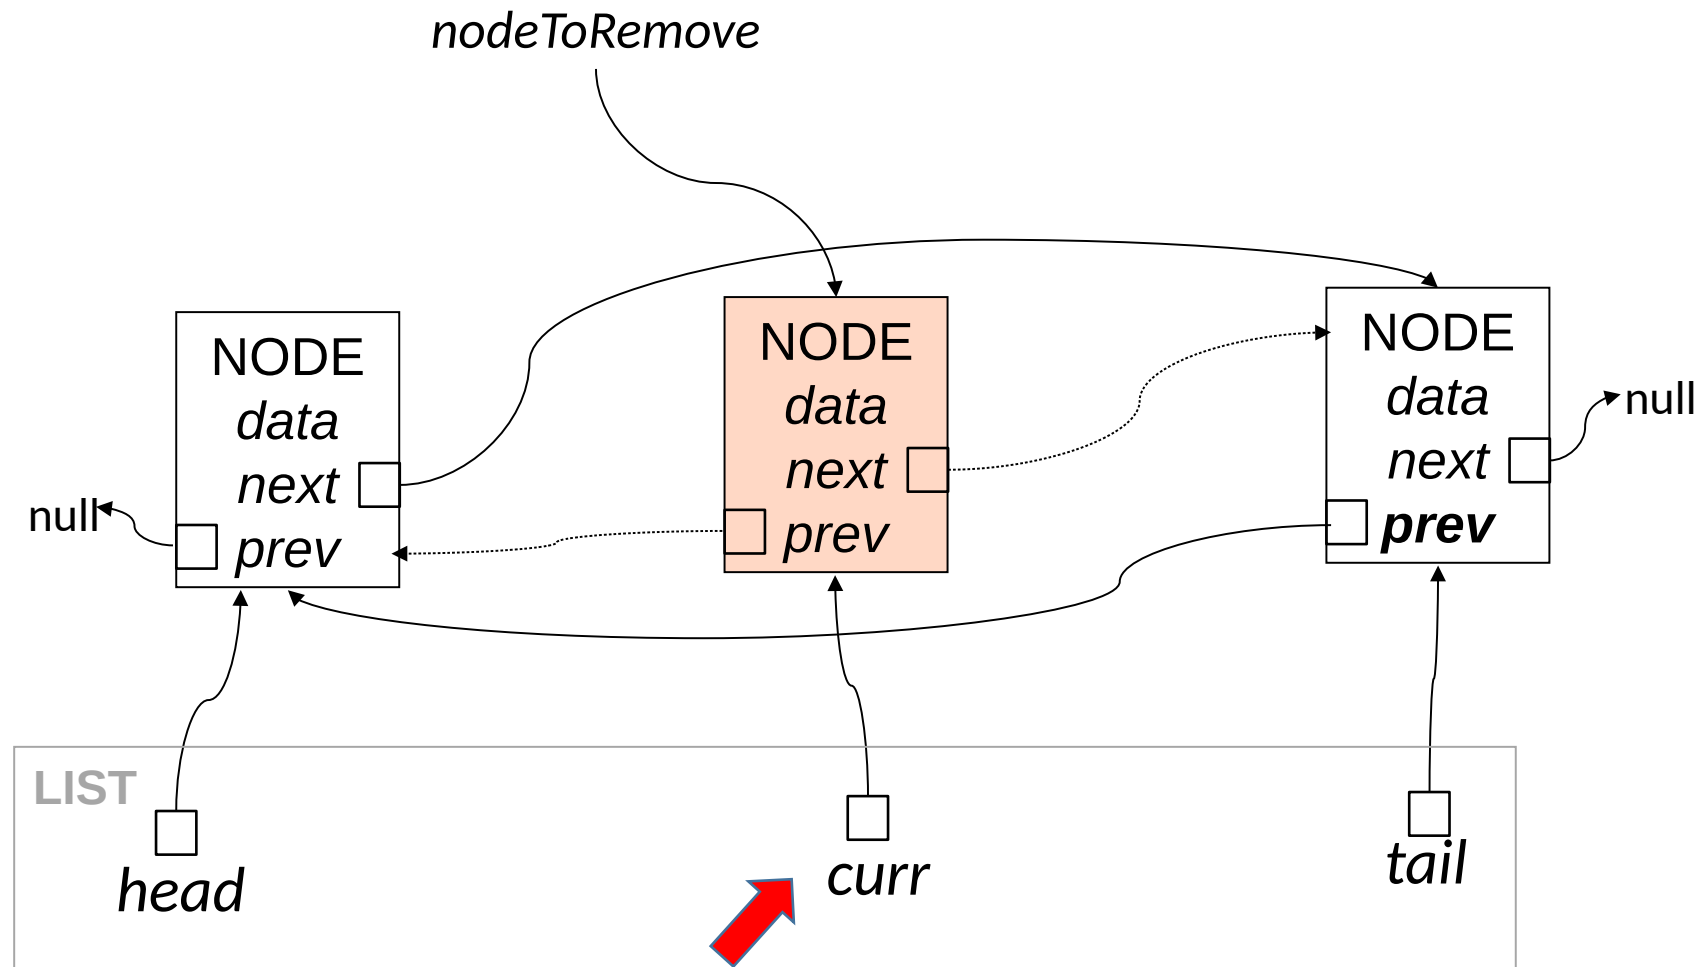 nodeToRemove
NODE
data
next
prev
null
NODE
data
next
prev
NODE
data
next
prev
null
LIST
head
curr
tail